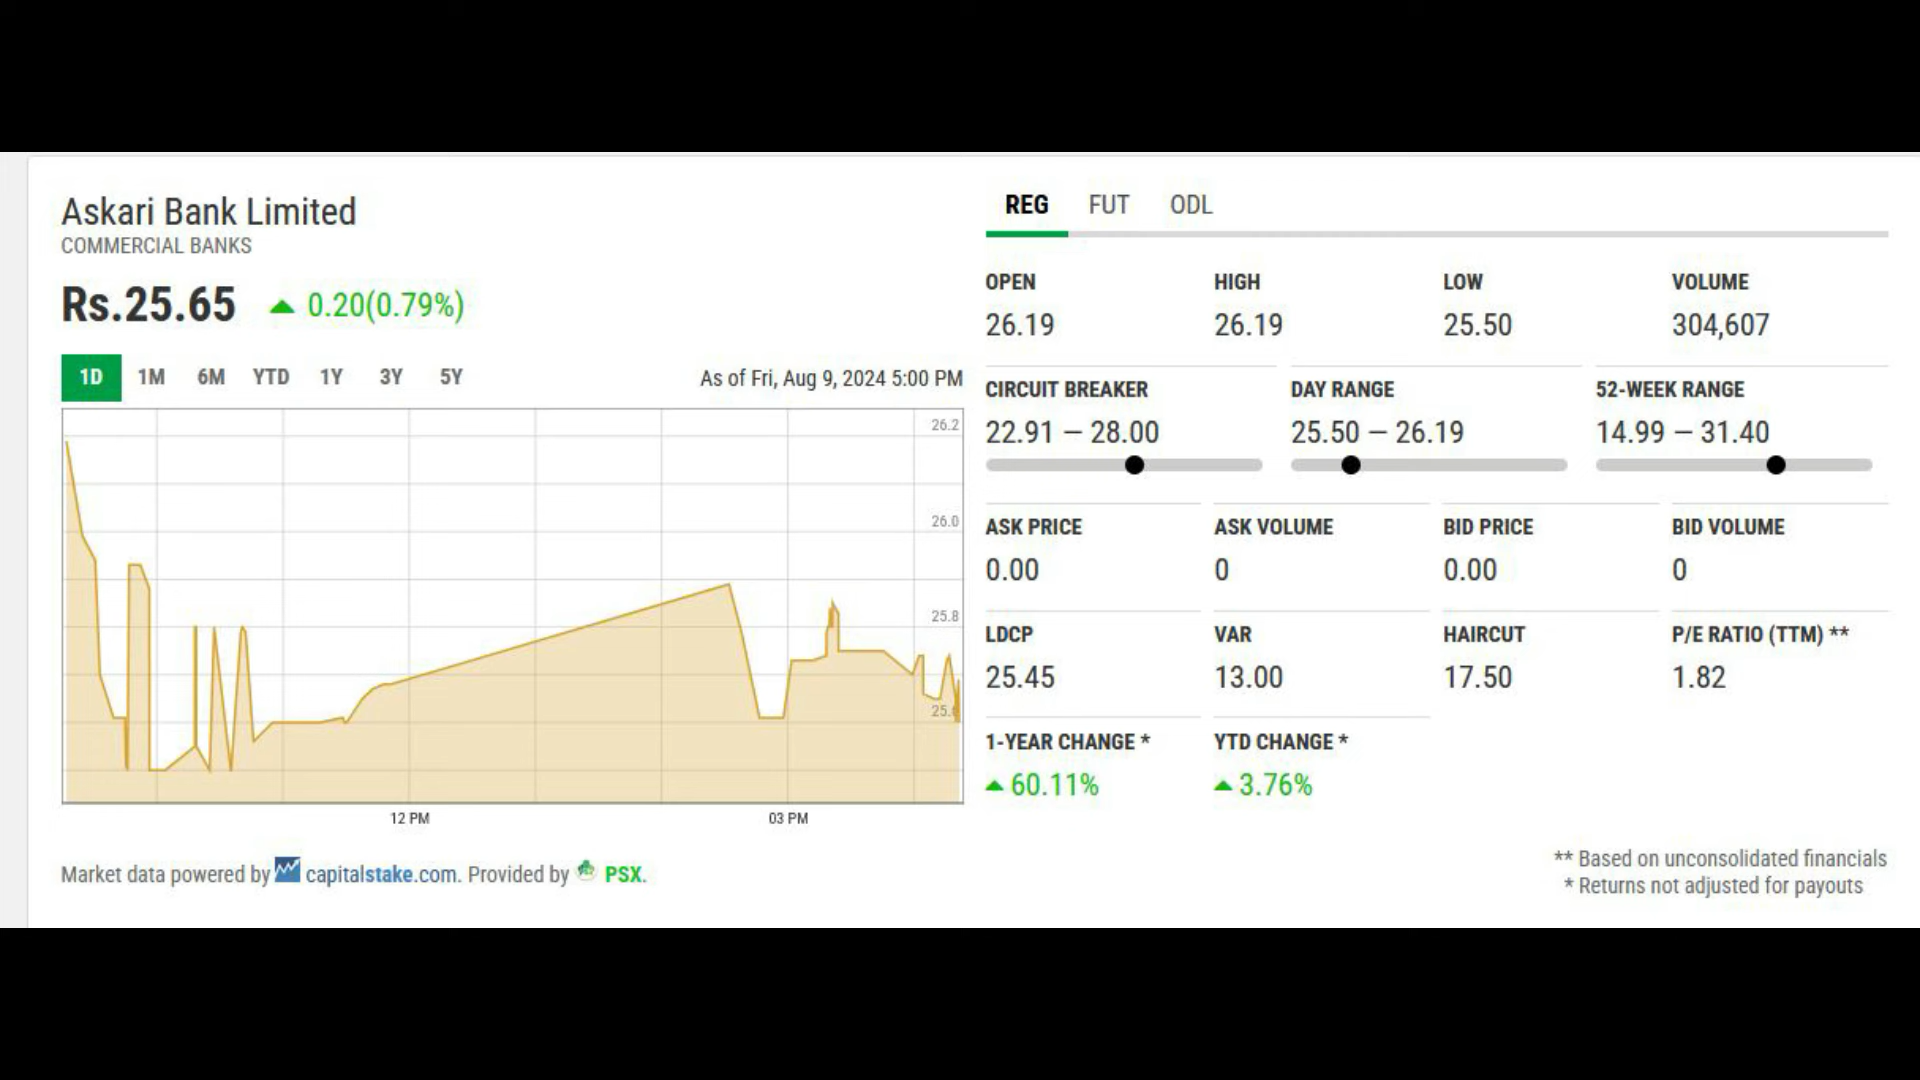 Askari Bank Limited
COMMERCIAL BANKS
Rs.25.65 0.20(0.79%)
1D 1M 6M YTD 1Y 3Y 5Y
As of Fri, Aug 9, 2024 5:00 PM
26.2
26.0
25.8
12 PM 03 PM
Market data powered by capitalstake.com. Provided by PSX.
REG FUT ODL
OPEN HIGH LOW VOLUME
26.19 26.19 25.50 304,607
CIRCUIT BREAKER DAY RANGE 52-WEEK RANGE
22.91 — 28.00 25.50 — 26.19 14.99 — 31.40
ASK PRICE ASK VOLUME BID PRICE BID VOLUME
0.00 0 0.00 0
LDCP VAR HAIRCUT P/E RATIO (TTM) **
25.45 13.00 17.50 1.82
1-YEAR CHANGE * YTD CHANGE *
60.11% 3.76%
** Based on unconsolidated financials
* Returns not adjusted for payouts